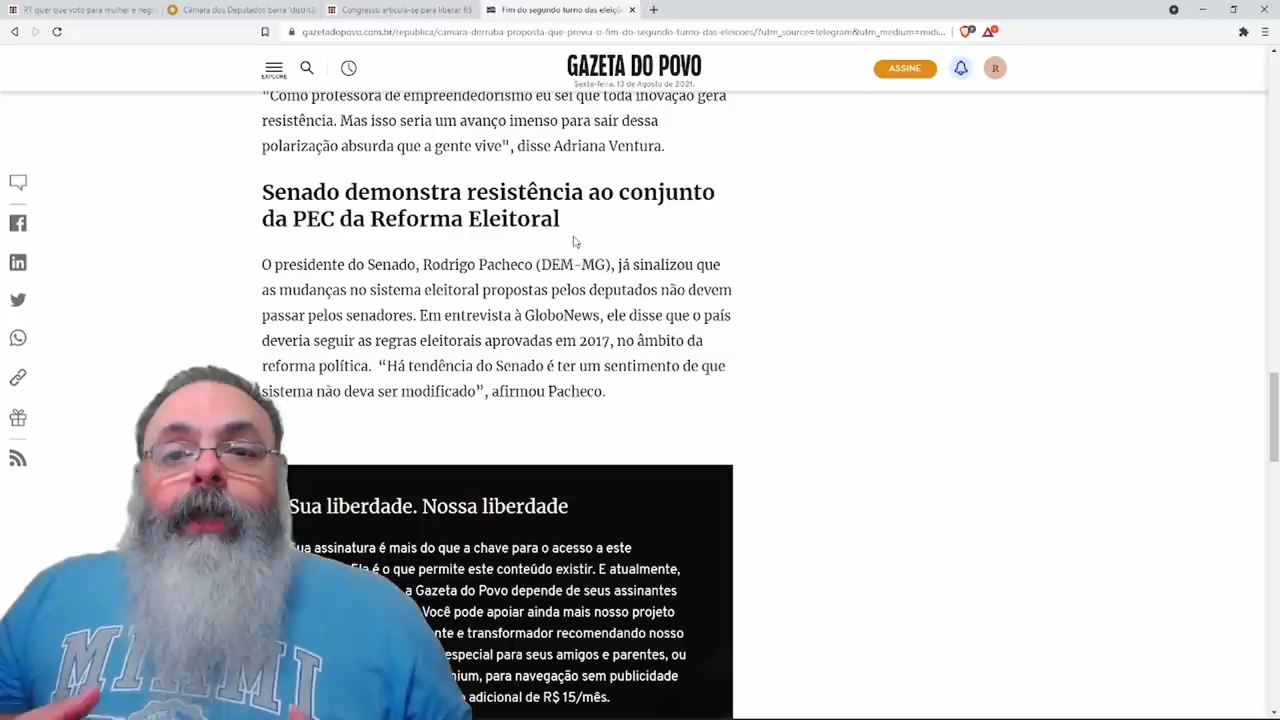 PT quer que voto para mulher e negr
Câmara dos Deputados barra 'distrita
Congresso articula-se para liberar R$
Fim do segundo turno das eleiçõ
gazetadopovo.com.br/republica/camara-derruba-proposta-que-previa-o-fim-do-segundo-turno-das-eleicoes/?utm_source=telegram&utm_medium=midi...
EXPLORE
GAZETA DO POVO
Sexta-feira, 13 de Agosto de 2021.
ASSINE
R
"Como professora de empreendedorismo eu sei que toda inovação gera
resistência. Mas isso seria um avanço imenso para sair dessa
polarização absurda que a gente vive", disse Adriana Ventura.
Senado demonstra resistência ao conjunto
da PEC da Reforma Eleitoral
O presidente do Senado, Rodrigo Pacheco (DEM-MG), já sinalizou que
as mudanças no sistema eleitoral propostas pelos deputados não devem
passar pelos senadores. Em entrevista à GloboNews, ele disse que o país
deveria seguir as regras eleitorais aprovadas em 2017, no âmbito da
reforma política. “Há tendência do Senado é ter um sentimento de que
sistema não deva ser modificado”, afirmou Pacheco.
Sua liberdade. Nossa liberdade
ua assinatura é mais do que a chave para o acesso a este
Ela é o que permite este conteúdo existir. E atualmente,
a Gazeta do Povo depende de seus assinantes
Você pode apoiar ainda mais nosso projeto
nte e transformador recomendando nosso
especial para seus amigos e parentes, ou
nium, para navegação sem publicidade
adicional de R$ 15/mês.
MIAMI